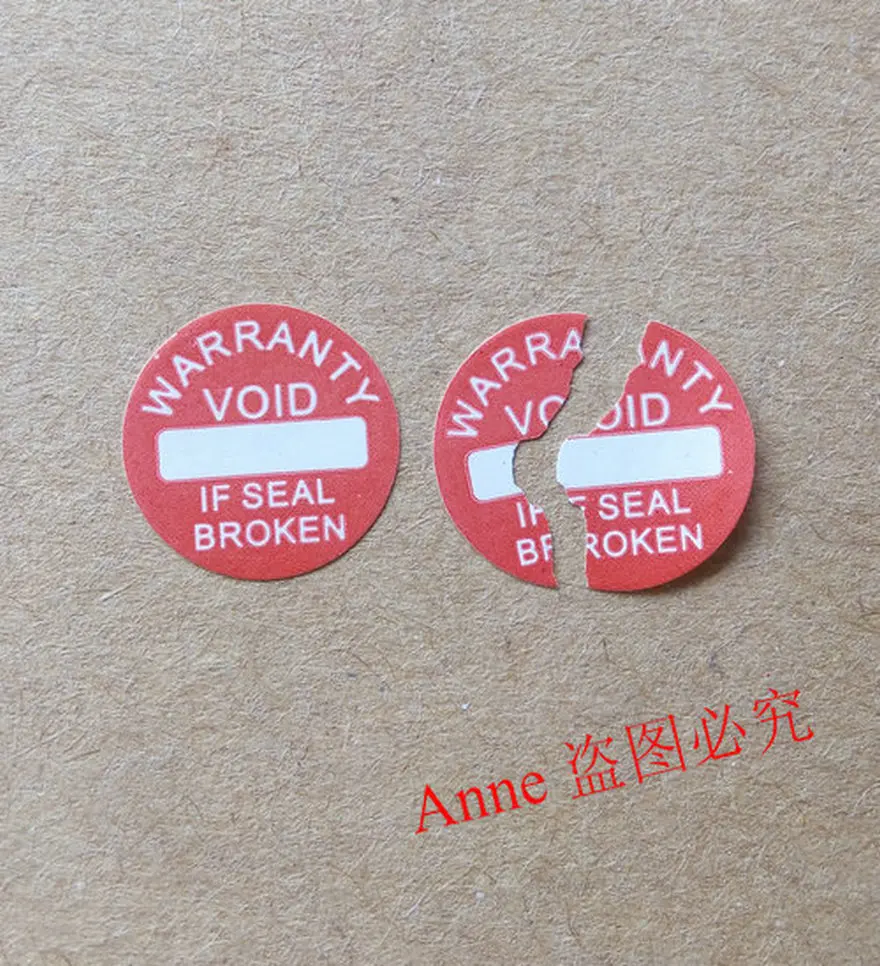 WARRANTY
VOID
IF SEAL
BROKEN
WARRANTY
VOID
IF SEAL
BROKEN
Anne 盗图必究